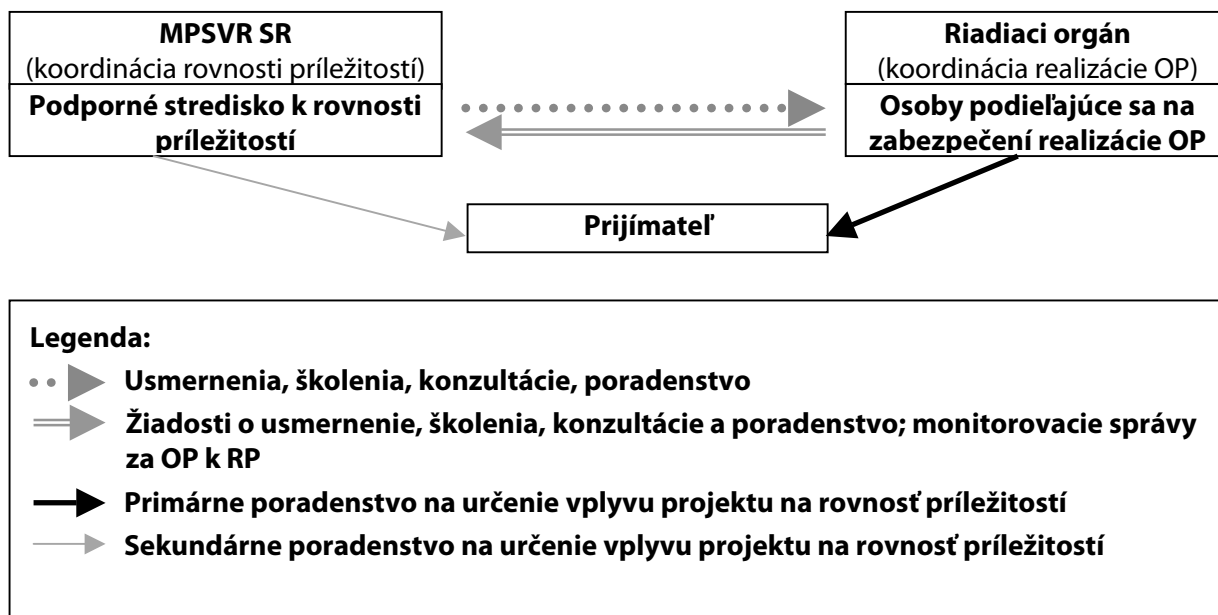 MPSVR SR
(koordinácia rovnosti príležitostí)
Podporné stredisko k rovnosti
príležitostí
Riadiaci orgán
(koordinácia realizácie OP)
Osoby podieľajúce sa na
zabezpečení realizácie OP
Prijímateľ
Legenda:
Usmernenia, školenia, konzultácie, poradenstvo
Žiadosti o usmernenie, školenia, konzultácie a poradenstvo; monitorovacie správy
za OP k RP
Primárne poradenstvo na určenie vplyvu projektu na rovnosť príležitostí
Sekundárne poradenstvo na určenie vplyvu projektu na rovnosť príležitostí